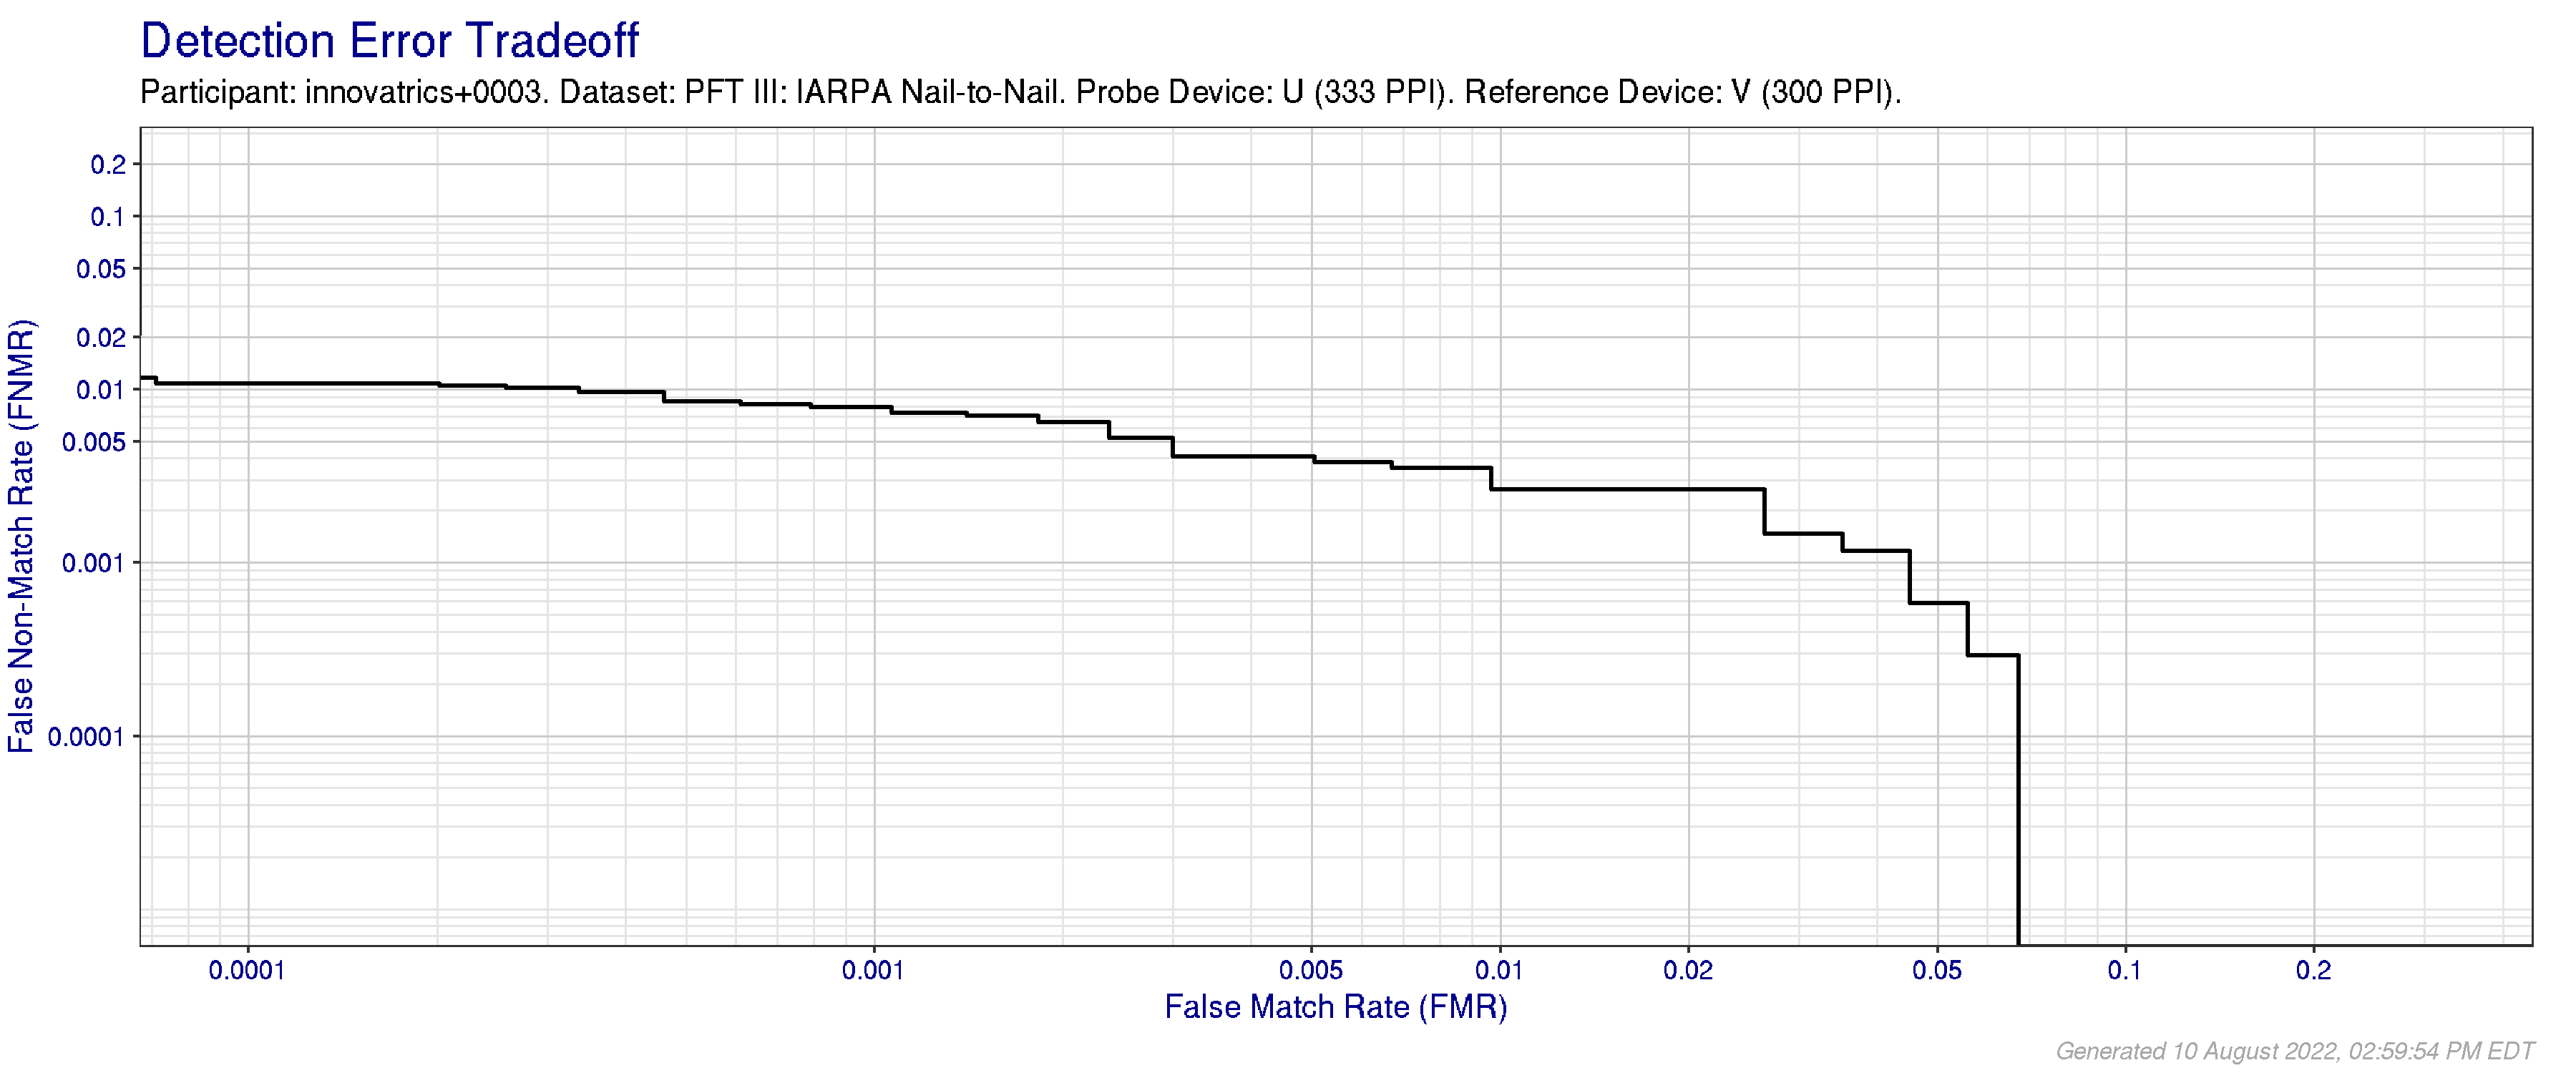 Detection Error Tradeoff
Participant: innovatrics+0003. Dataset: PFT III: IARPA Nail-to-Nail. Probe Device: U (333 PPI). Reference Device: V (300 PPI).
False Non-Match Rate (FNMR)
0.2
0.1
0.05
0.02
0.01
0.005
0.001
0.0001
0.0001 0.001 0.005 0.01 0.02 0.05 0.1 0.2
False Match Rate (FMR)
Generated 10 August 2022, 02:59:54 PM EDT